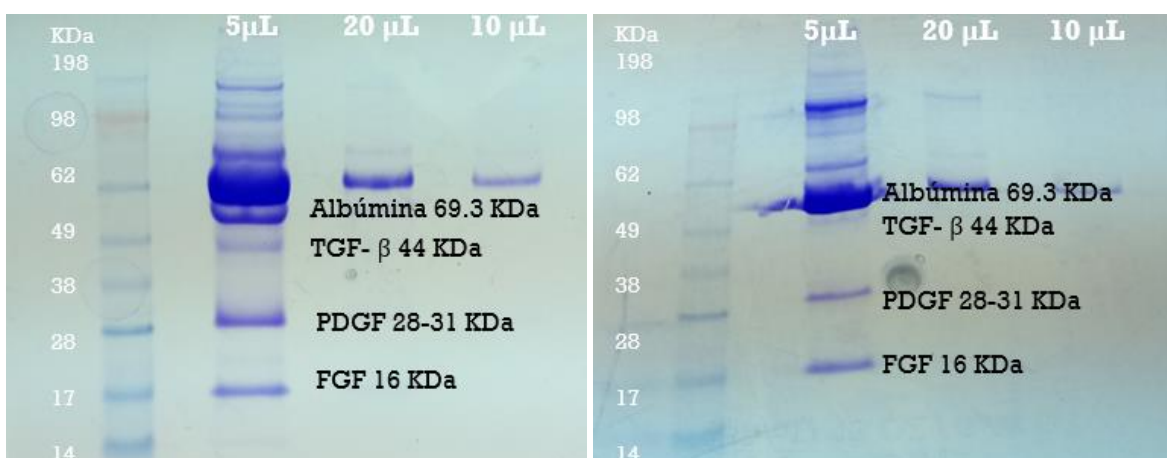 KDa
5µL
20 µL
10 µL
198
98
62
Albúmina 69.3 KDa
49
TGF- β 44 KDa
38
PDGF 28-31 KDa
28
FGF 16 KDa
17
14
KDa
5µL
20 µL
10 µL
198
98
62
Albúmina 69.3 KDa
TGF- β 44 KDa
49
38
PDGF 28-31 KDa
28
FGF 16 KDa
17
14